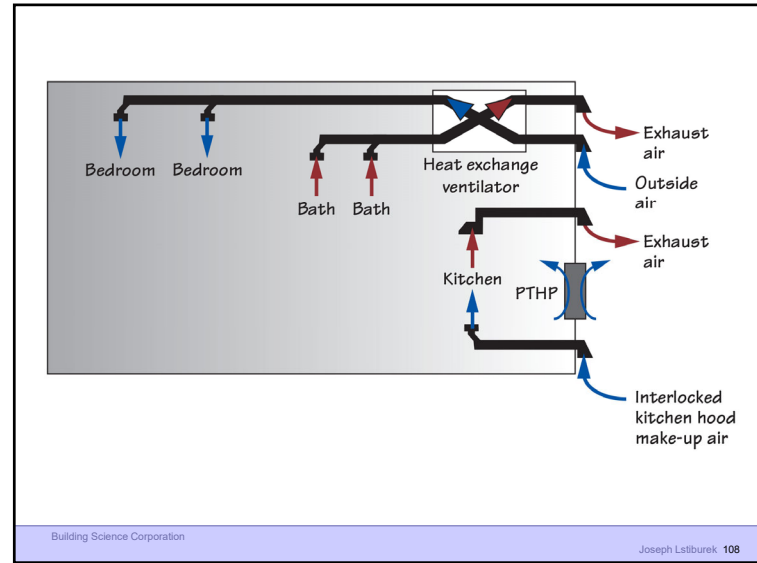 Exhaust
air
Bedroom
Bedroom
Heat exchange
ventilator
Outside
air
Bath
Bath
Exhaust
air
Kitchen
PTHP
Interlocked
kitchen hood
make-up air
Building Science Corporation
Joseph Lstiburek 108